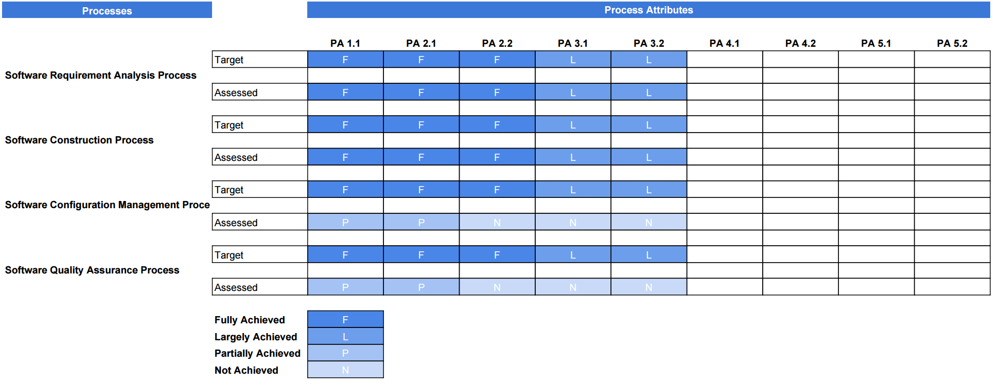 Processes Process Attributes
PA 1.1 PA 2.1 PA 2.2 PA 3.1 PA 3.2 PA 4.1 PA 4.2 PA 5.1 PA 5.2
Target F F F L L
Software Requirement Analysis Process
Assessed F F F L L
Target F F F L L
Software Construction Process
Assessed F F F L L
Target F F F L L
Software Configuration Management Proce
Assessed P P N N N
Target F F F L L
Software Quality Assurance Process
Assessed P P N N N
Fully Achieved F
Largely Achieved L
Partially Achieved P
Not Achieved N